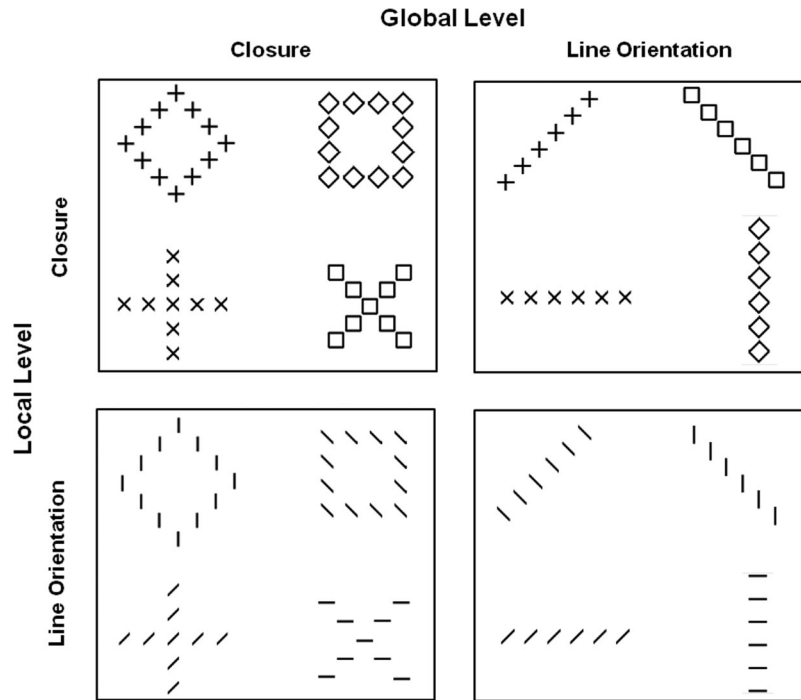 Global Level
Closure
Line Orientation
Local Level
Closure
Line Orientation